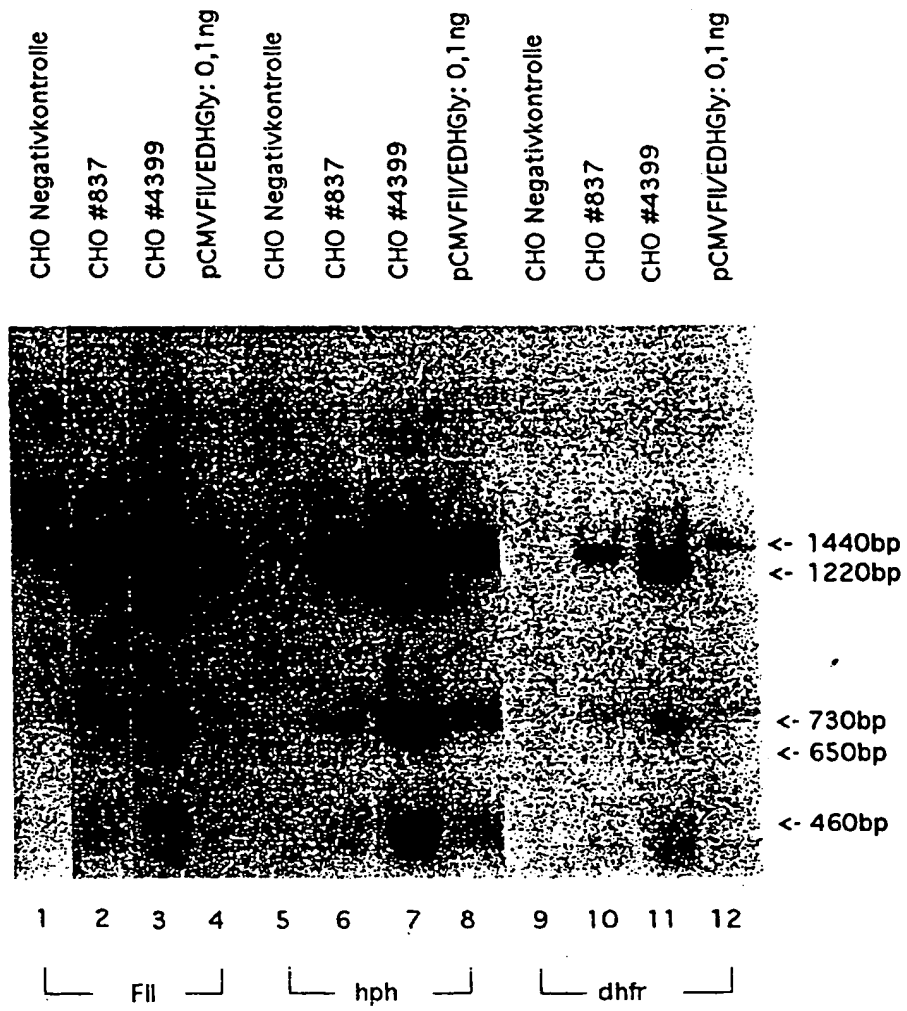 CHO Negativkontrolle
CHO #837
CHO #4399
pCMVFII/EDHGly: 0,1ng
CHO Negativkontrolle
CHO #837
CHO #4399
pCMVFII/EDHGly: 0,1ng
CHO Negativkontrolle
CHO #837
CHO #4399
pCMVFII/EDHGly: 0,1ng
<- 1440bp
<- 1220bp
<- 730bp
<- 650bp
<- 460bp
1 2 3 4 5 6 7 8 9 10 11 12
FII hph dhfr